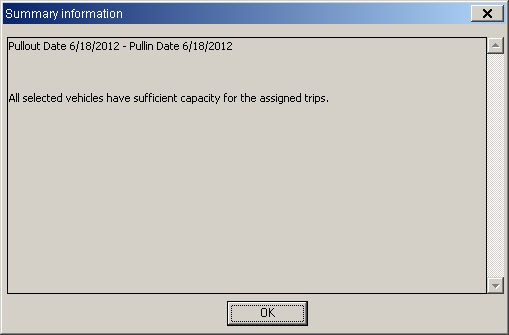 Summary information
Pullout Date 6/18/2012 - Pullin Date 6/18/2012
All selected vehicles have sufficient capacity for the assigned trips.
OK